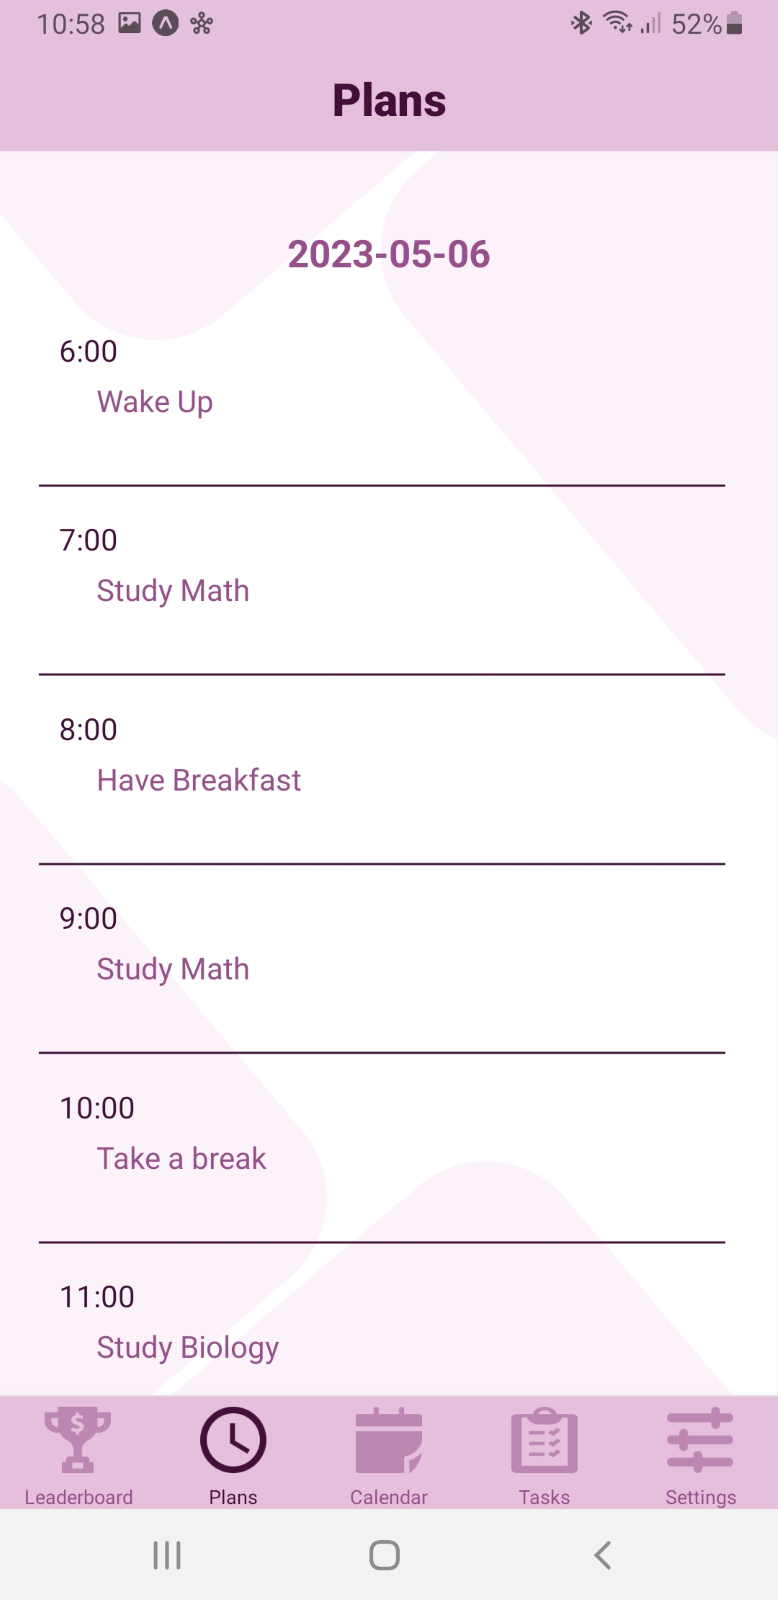 10:58 52%
Plans
2023-05-06
6:00
Wake Up
7:00
Study Math
8:00
Have Breakfast
9:00
Study Math
10:00
Take a break
11:00
Study Biology
$
Leaderboard Plans Calendar Tasks Settings